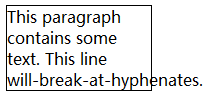 This paragraph
contains some
text. This line
will-break-at-hyphenates.